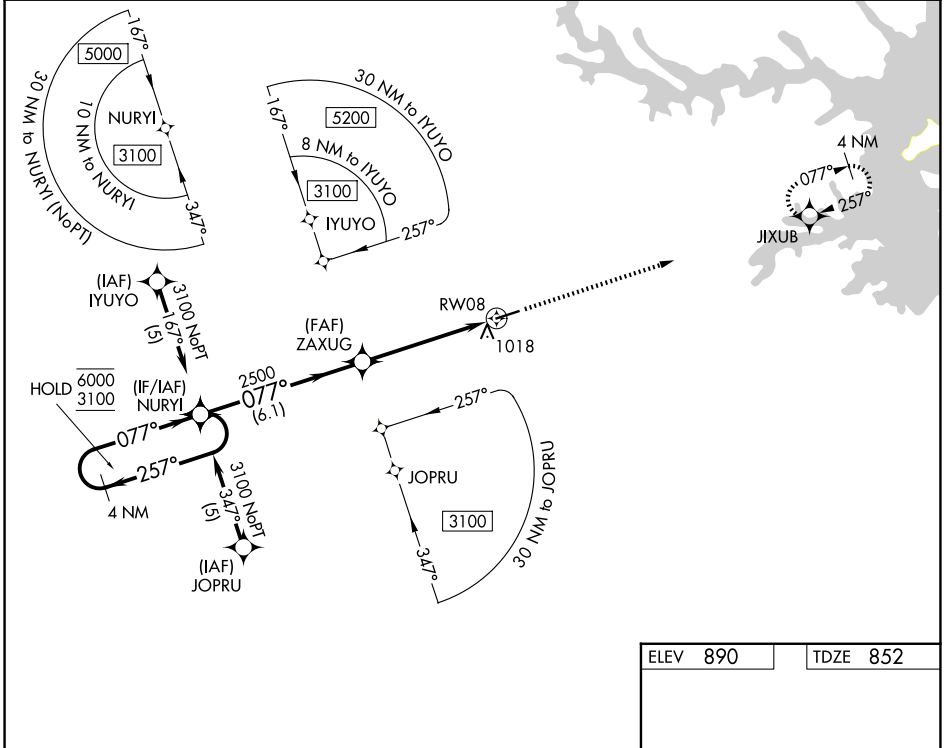 167°
5000
30 NM to NURYI (NoPT)
10 NM to NURYI
NURYI
3100
347°
30 NM to IYUYO
167°
5200
8 NM to IYUYO
3100
IYUYO
257°
4 NM
077°
257°
JIXUB
(IAF)
IYUYO
3100 NoPT
167°
(5)
RW08
1018
(FAF)
ZAXUG
HOLD 6000
3100
(IF/IAF)
NURYI
2500
077°
(6.1)
077°
257°
4 NM
3100 NoPT
347°
(5)
(IAF)
JOPRU
257°
JOPRU
3100
30 NM to JOPRU
347°
ELEV 890
TDZE 852